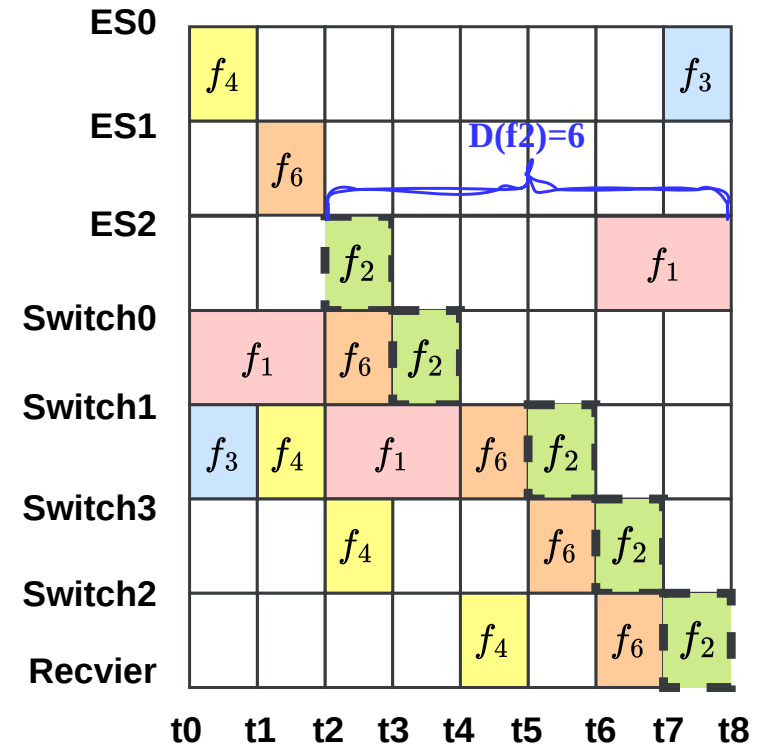 ES0
f4 f3
ES1
D(f2)=6
f6
ES2
f2 f1
Switch0
f1 f6 f2
Switch1
f3 f4 f1 f6 f2
Switch3
f4 f6 f2
Switch2
f4 f6 f2
Recvier
t0 t1 t2 t3 t4 t5 t6 t7 t8